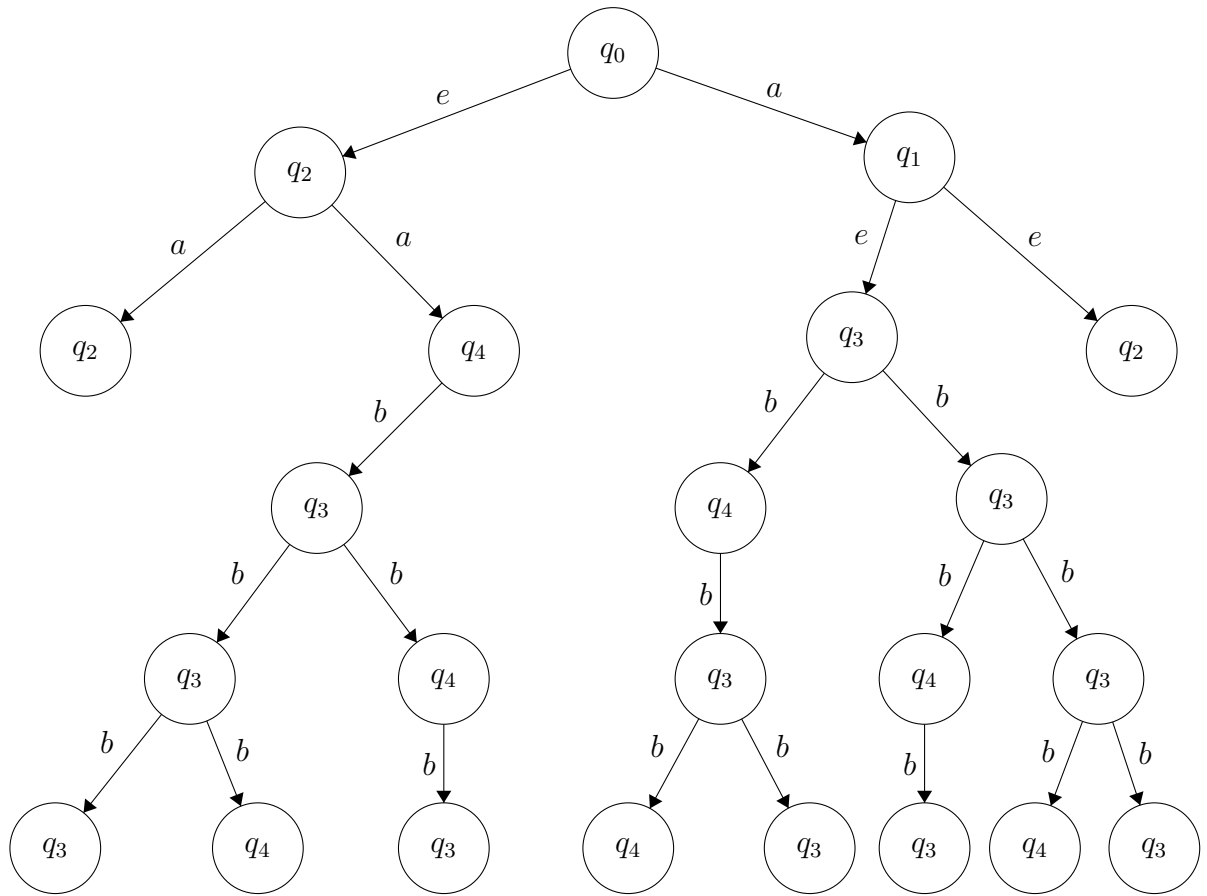 q0
e a
q2 q1
a a e e
q2 q4 q3 q2
b b b
q3 q4 q3
b b b b b
q3 q4 q3 q4 q3
b b b b b b b b
q3 q4 q3 q4 q3 q3 q4 q3